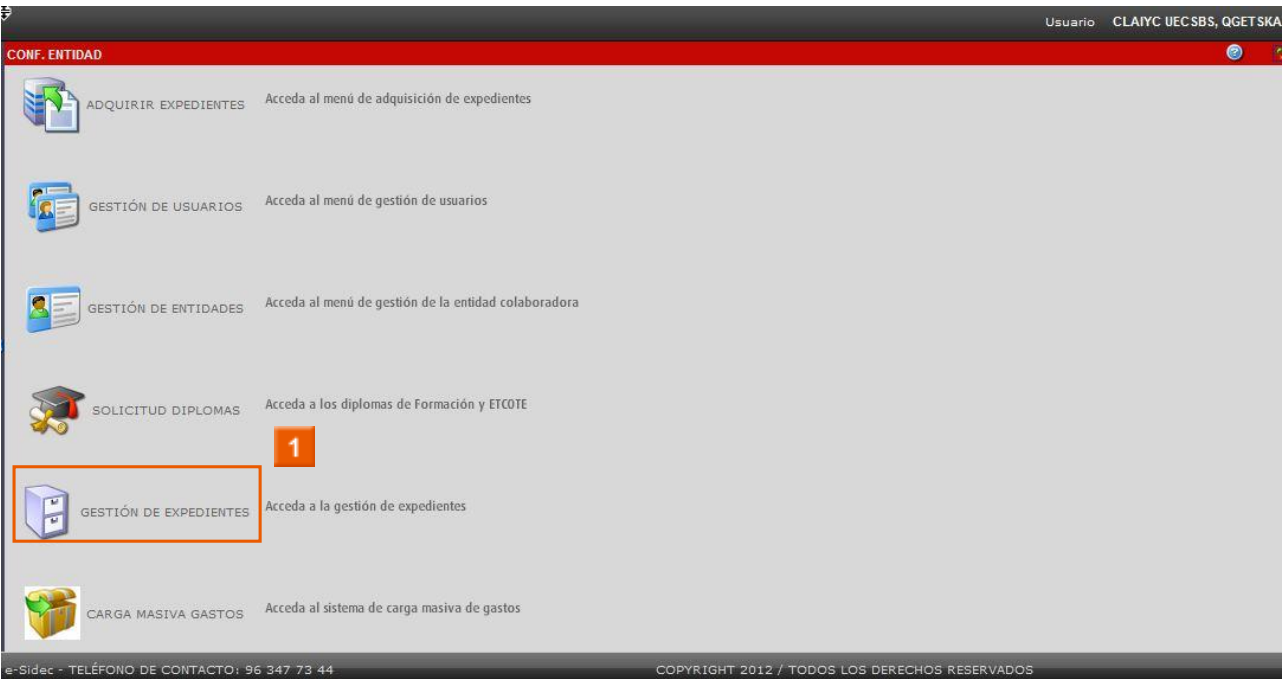 Usuario CLAIYC UECSBS, QGETSKA
CONF. ENTIDAD
ADQUIRIR EXPEDIENTES Acceda al menú de adquisición de expedientes
GESTIÓN DE USUARIOS Acceda al menú de gestión de usuarios
GESTIÓN DE ENTIDADES Acceda al menú de gestión de la entidad colaboradora
SOLICITUD DIPLOMAS Acceda a los diplomas de Formación y ETCOTE
1
GESTIÓN DE EXPEDIENTES Acceda a la gestión de expedientes
CARGA MASIVA GASTOS Acceda al sistema de carga masiva de gastos
e-Sidec - TELÉFONO DE CONTACTO: 96 347 73 44 COPYRIGHT 2012 / TODOS LOS DERECHOS RESERVADOS